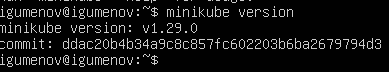 igumenov@igumenov:~$ minikube version
minikube version: v1.29.0
commit: ddac20b4b34a9c8c857fc602203b6ba2679794d3
igumenov@igumenov:~$